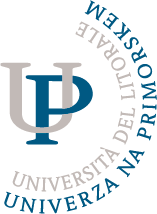 UP
UNIVERSITÀ DEL LITORALE
UNIVERZA NA PRIMORSKEM